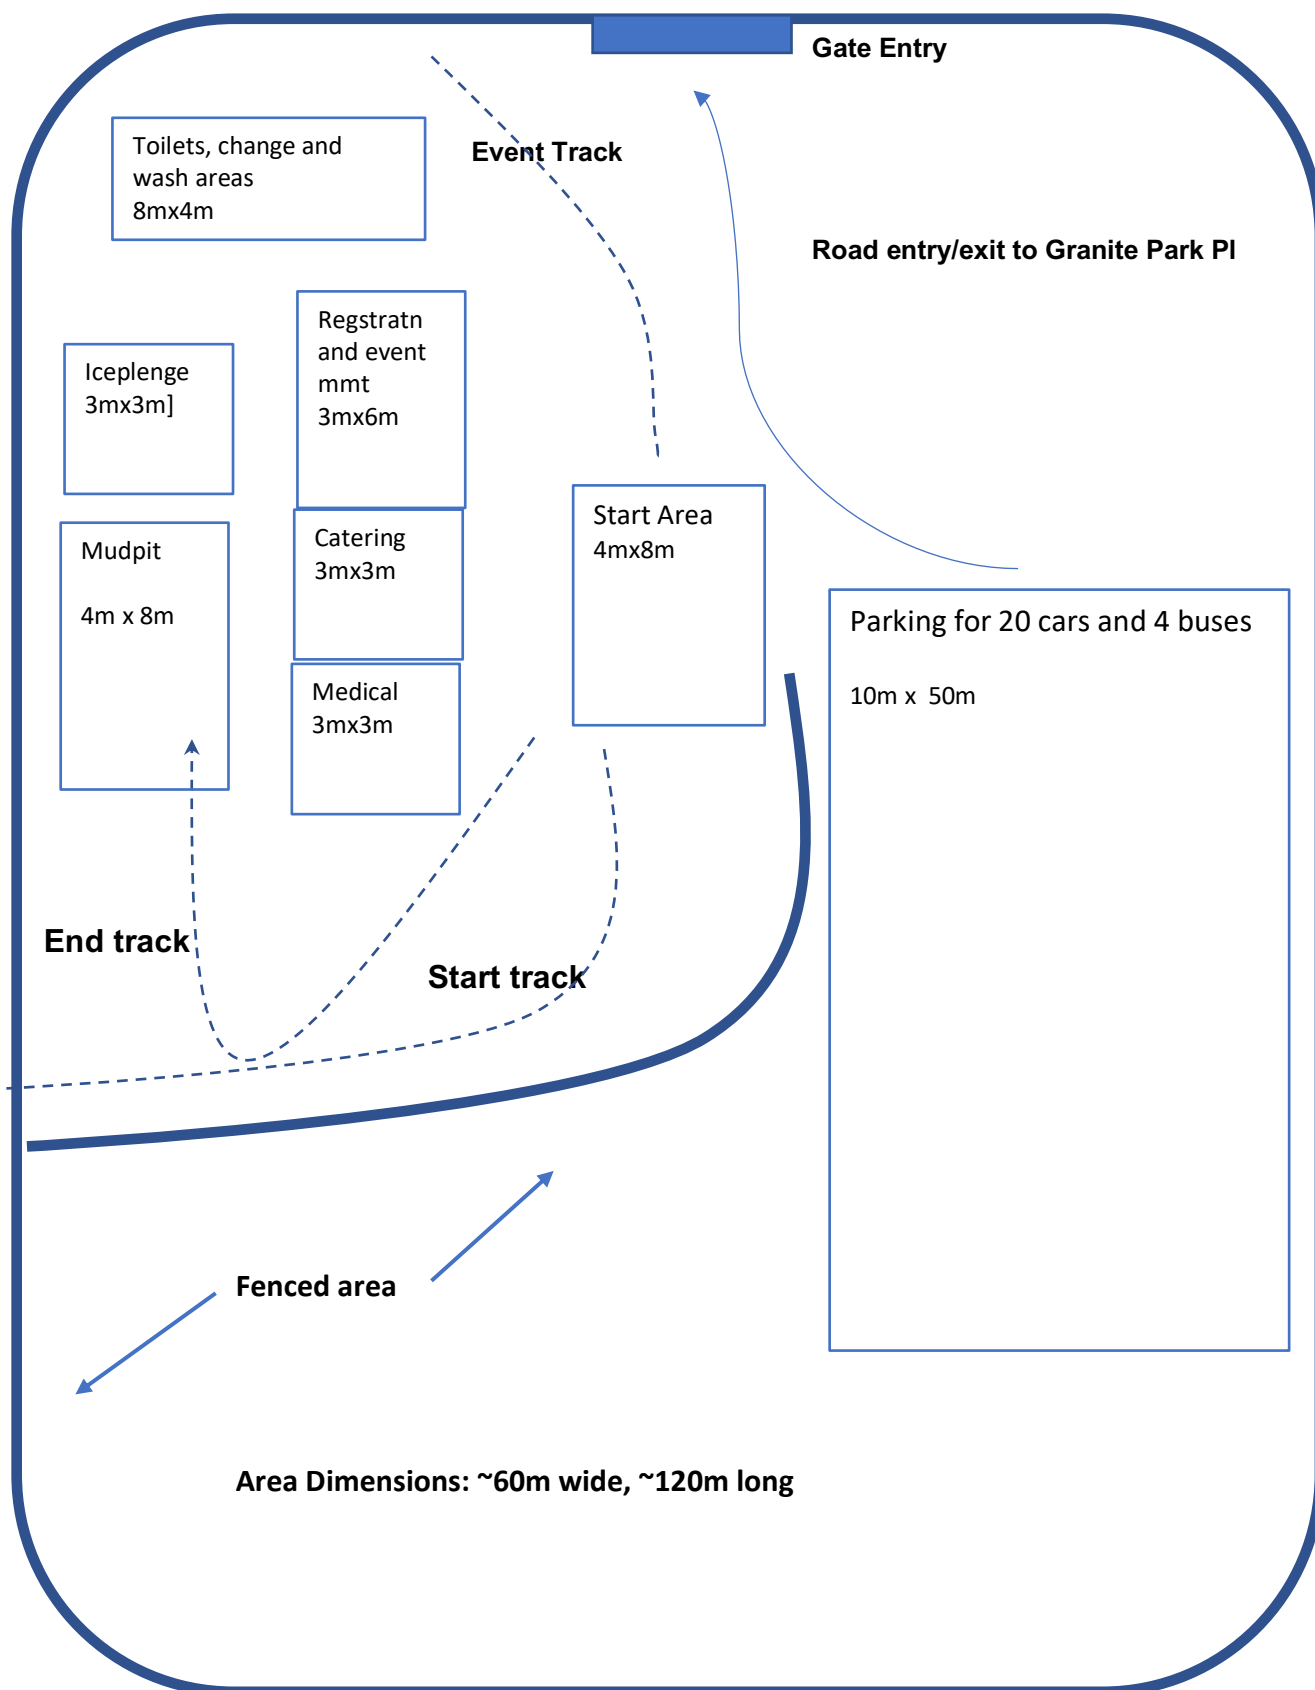 Gate Entry
Toilets, change and
wash areas
8mx4m
Event Track
Road entry/exit to Granite Park Pl
Regstratn
and event
mmt
3mx6m
Iceplenge
3mx3m]
Start Area
4mx8m
Catering
3mx3m
Mudpit
4m x 8m
Parking for 20 cars and 4 buses
10m x  50m
Medical
3mx3m
End track
Start track
Fenced area
Area Dimensions: ~60m wide, ~120m long